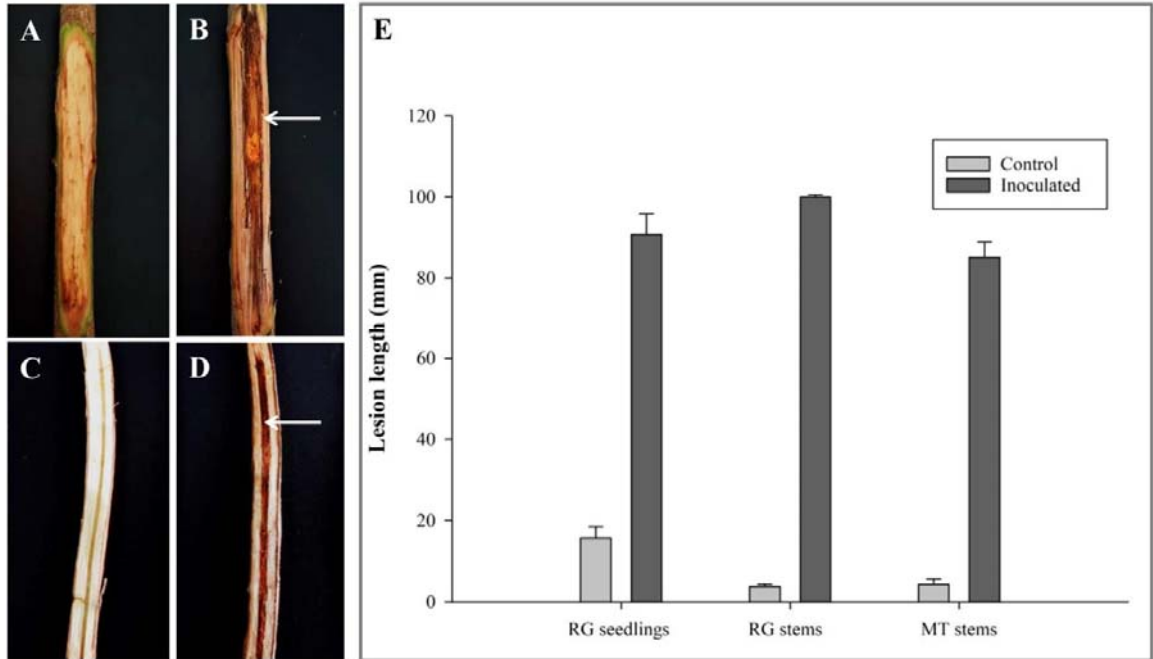 A
B
C
D
E
Lesion length (mm)
120
100
80
60
40
20
0
Control
Inoculated
RG seedlings
RG stems
MT stems